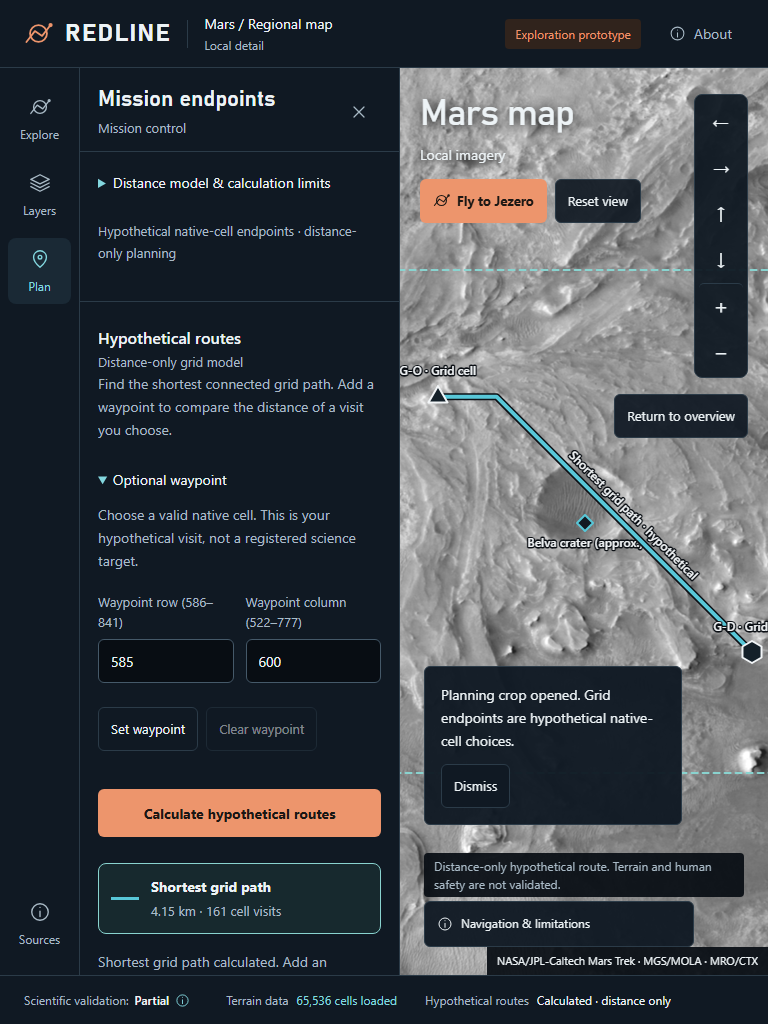 REDLINE
Mars / Regional map
Local detail
Exploration prototype
About
Explore
Layers
Plan
Sources
Mission endpoints
Mission control
Distance model & calculation limits
Hypothetical native-cell endpoints · distance-
only planning
Hypothetical routes
Distance-only grid model
Find the shortest connected grid path. Add a
waypoint to compare the distance of a visit
you choose.
Optional waypoint
Choose a valid native cell. This is your
hypothetical visit, not a registered science
target.
Waypoint row (586–
841)
Waypoint column
(522–777)
585
600
Set waypoint
Clear waypoint
Calculate hypothetical routes
Shortest grid path
4.15 km · 161 cell visits
Shortest grid path calculated. Add an
Mars map
Local imagery
Fly to Jezero
Reset view
Return to overview
G-O · Grid cell
Shortest grid path · hypothetical
Belva crater (approx.)
G-D · Grid
Planning crop opened. Grid
endpoints are hypothetical native-
cell choices.
Dismiss
Distance-only hypothetical route. Terrain and human
safety are not validated.
Navigation & limitations
NASA/JPL-Caltech Mars Trek · MGS/MOLA · MRO/CTX
Scientific validation: Partial
Terrain data 65,536 cells loaded
Hypothetical routes Calculated · distance only